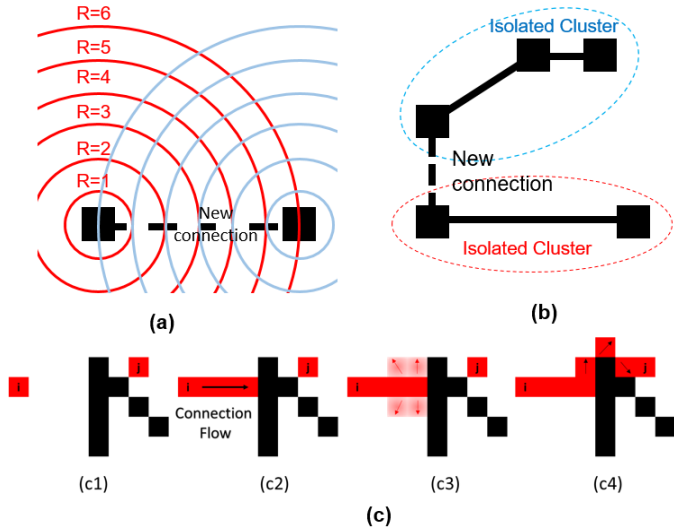 R=6
R=5
R=4
R=3
R=2
R=1
New
connection
(a)
Isolated Cluster
New
connection
Isolated Cluster
(b)
i
j
i
j
Connection
Flow
i
j
i
j
(c1)
(c2)
(c3)
(c4)
(c)